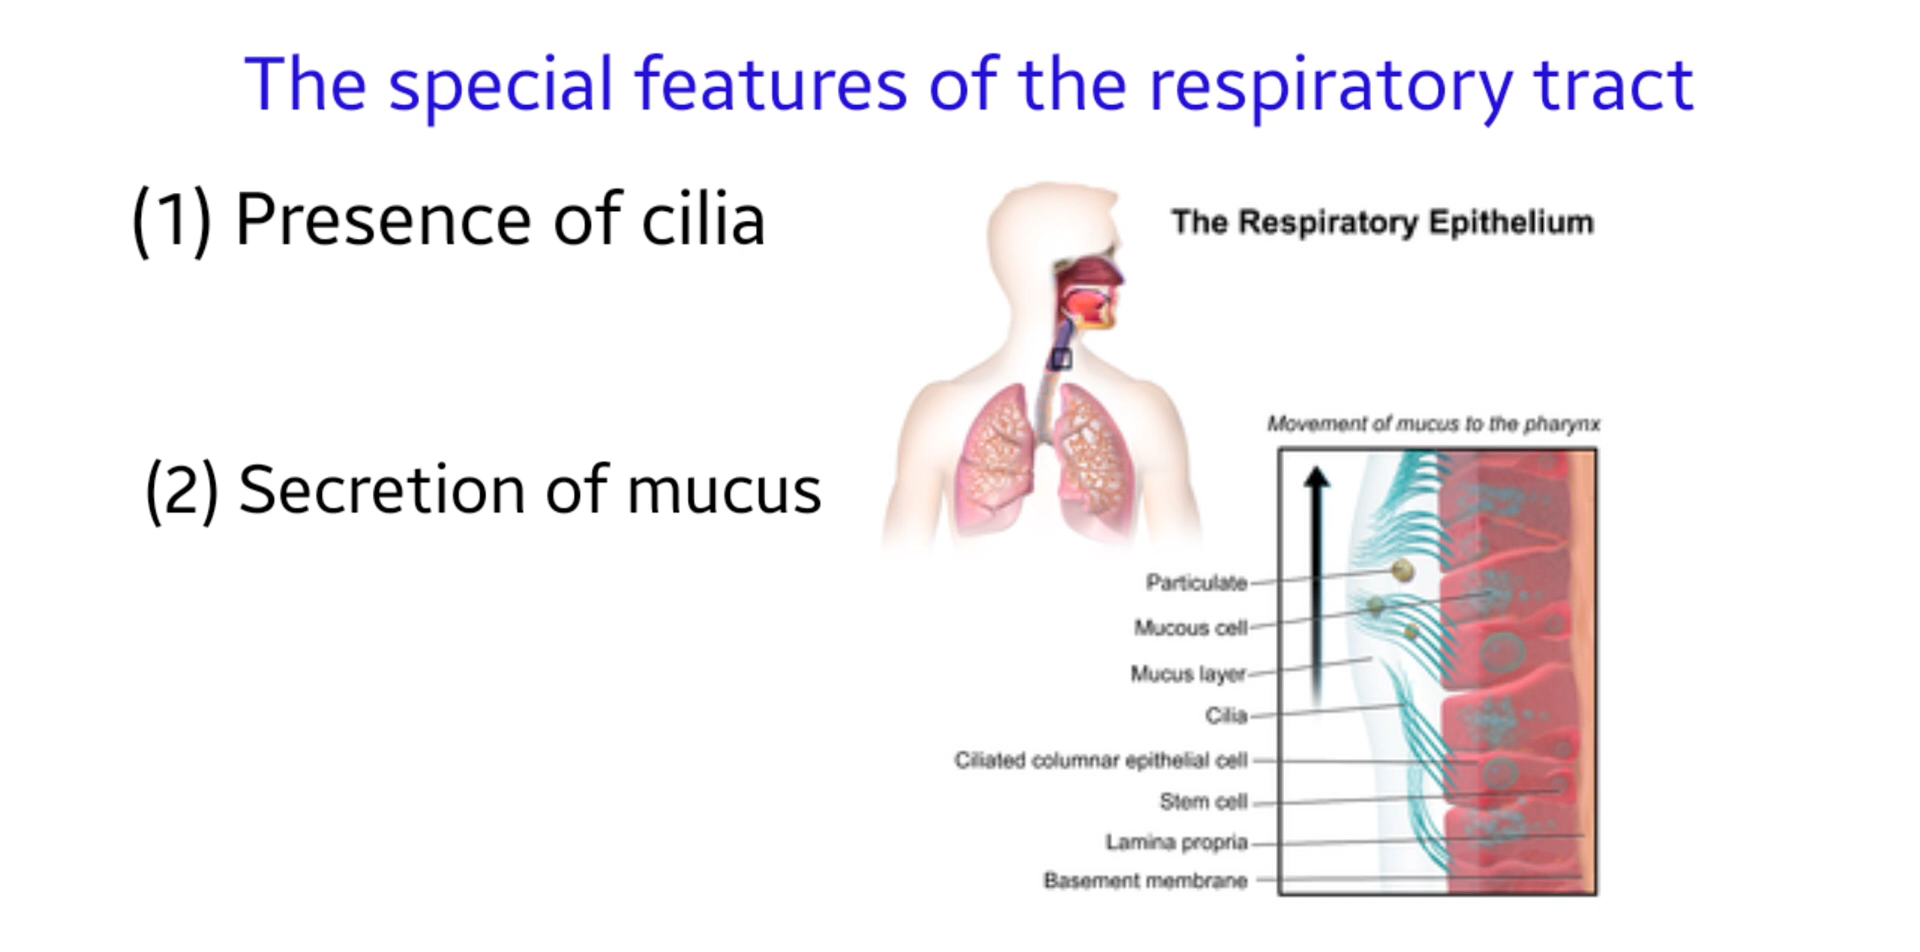 The special features of the respiratory tract
(1) Presence of cilia
The Respiratory Epithelium
(2) Secretion of mucus
Movement of mucus to the pharynx
Particulate
Mucous cell
Mucus layer
Cilia
Ciliated columnar epithelial cell
Stem cell
Lamina propria
Basement membrane